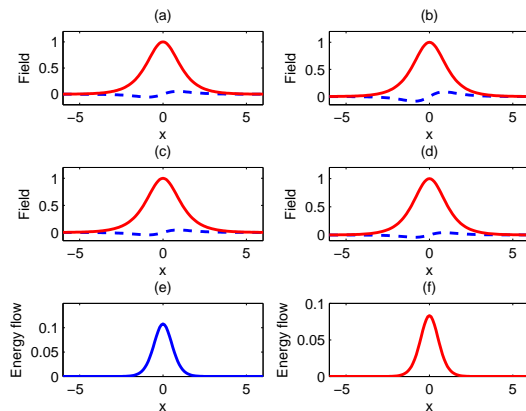 (a)
Field
1
0.5
0
−5 0 5
x
(b)
Field
1
0.5
0
−5 0 5
x
(c)
Field
1
0.5
0
−5 0 5
x
(d)
Field
1
0.5
0
−5 0 5
x
(e)
Energy flow
0.1
0.05
0
−5 0 5
x
(f)
Energy flow
0.1
0.05
0
−5 0 5
x